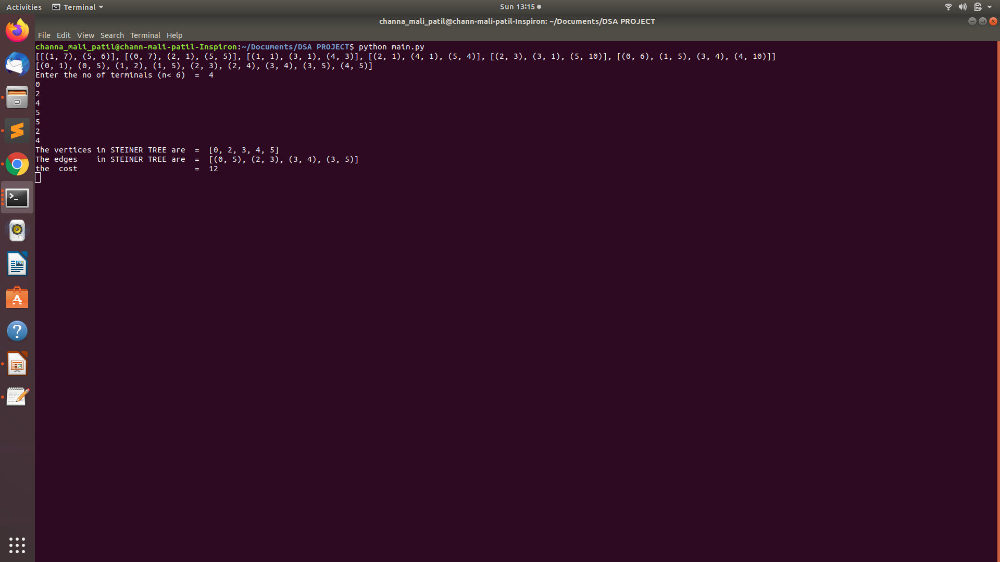 Activities Terminal Sun 13:15
channa_mali_patil@chann-mali-patil-Inspiron: ~/Documents/DSA PROJECT
File Edit View Search Terminal Help
channa_mali_patil@chann-mali-patil-Inspiron:~/Documents/DSA PROJECT$ python main.py
[[(1, 7), (5, 6)], [(0, 7), (2, 1), (5, 5)], [(1, 1), (3, 1), (4, 3)], [(2, 1), (4, 1), (5, 4)], [(2, 3), (3, 1), (5, 10)], [(0, 6), (1, 5), (3, 4), (4, 10)]]
[(0, 1), (0, 5), (1, 2), (1, 5), (2, 3), (2, 4), (3, 4), (3, 5), (4, 5)]
Enter the no of terminals (n< 6)  =  4
0
2
4
5
5
2
4
The vertices in STEINER TREE are  =  [0, 2, 3, 4, 5]
The edges    in STEINER TREE are  =  [(0, 5), (2, 3), (3, 4), (3, 5)]
the  cost                         =  12